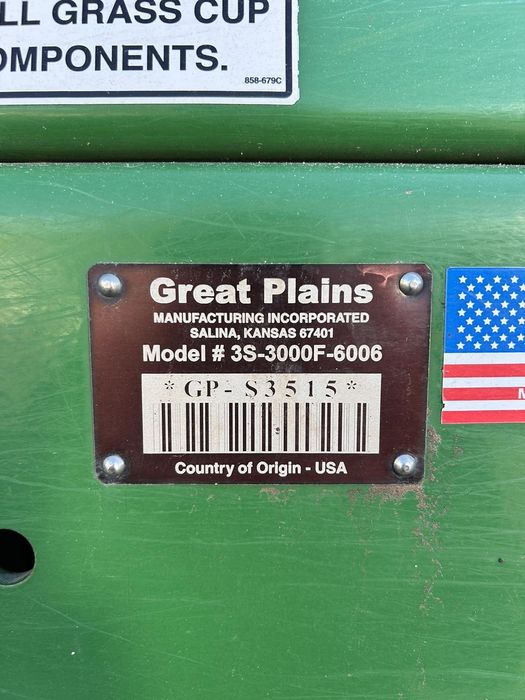 LL GRASS CUP
OMPONENTS.
858-679C
Great Plains
MANUFACTURING INCORPORATED
SALINA, KANSAS 67401
Model # 3S-3000F-6006
*GP-S3515*
Country of Origin - USA
M